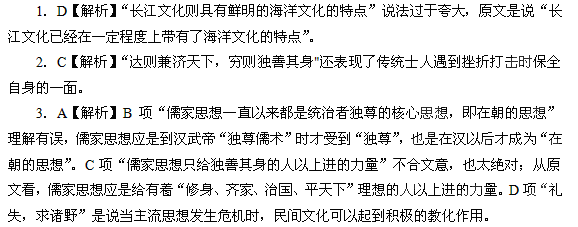 1．D【解析】“长江文化则具有鲜明的海洋文化的特点”说法过于夸大，原文是说“长
江文化已经在一定程度上带有了海洋文化的特点”。
2．C【解析】“达则兼济天下，穷则独善其身"还表现了传统士人遇到挫折打击时保全
自身的一面。
3．A【解析】B 项“儒家思想一直以来都是统治者独尊的核心思想，即在朝的思想”
理解有误，儒家思想应是到汉武帝“独尊儒术”时才受到“独尊”，也是在汉以后才成为“在
朝的思想”。C 项“儒家思想只给独善其身的人以上进的力量”不合文意，也太绝对；从原
文看，儒家思想应是给有着“修身、齐家、治国、平天下”理想的人以上进的力量。D 项“礼
失，求诸野”是说当主流思想发生危机时，民间文化可以起到积极的教化作用。